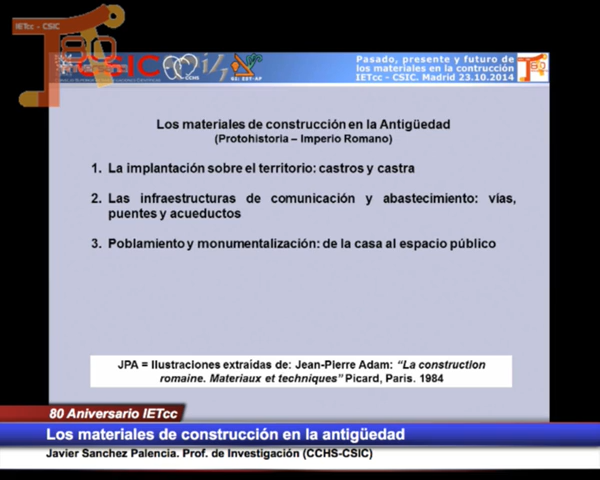 IETcc - CSIC
80
CSIC
CCHS
Pasado, presente y futuro de
los materiales en la contrucción
IETcc - CSIC. Madrid 23.10.2014
Los materiales de construcción en la Antigüedad
(Protohistoria – Imperio Romano)
1. La implantación sobre el territorio: castros y castra
2. Las infraestructuras de comunicación y abastecimiento: vías,
puentes y acueductos
3. Poblamiento y monumentalización: de la casa al espacio público
JPA = Ilustraciones extraídas de: Jean-Pierre Adam: “La construction
romaine. Materiaux et techniques” Picard, Paris. 1984
80 Aniversario IETcc
Los materiales de construcción en la antigüedad
Javier Sanchez Palencia. Prof. de Investigación (CCHS-CSIC)